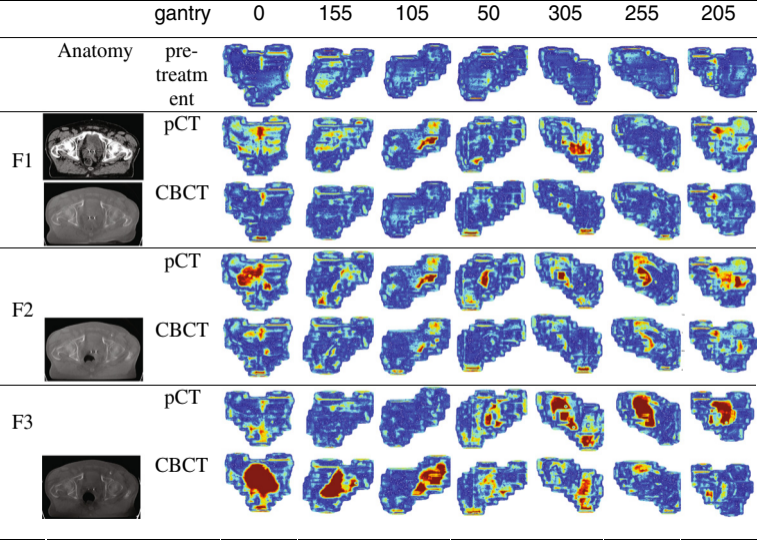 gantry 0 155 105 50 305 255 205
Anatomy pre-
treatm
ent
pCT
F1
CBCT
pCT
F2
CBCT
pCT
F3
CBCT